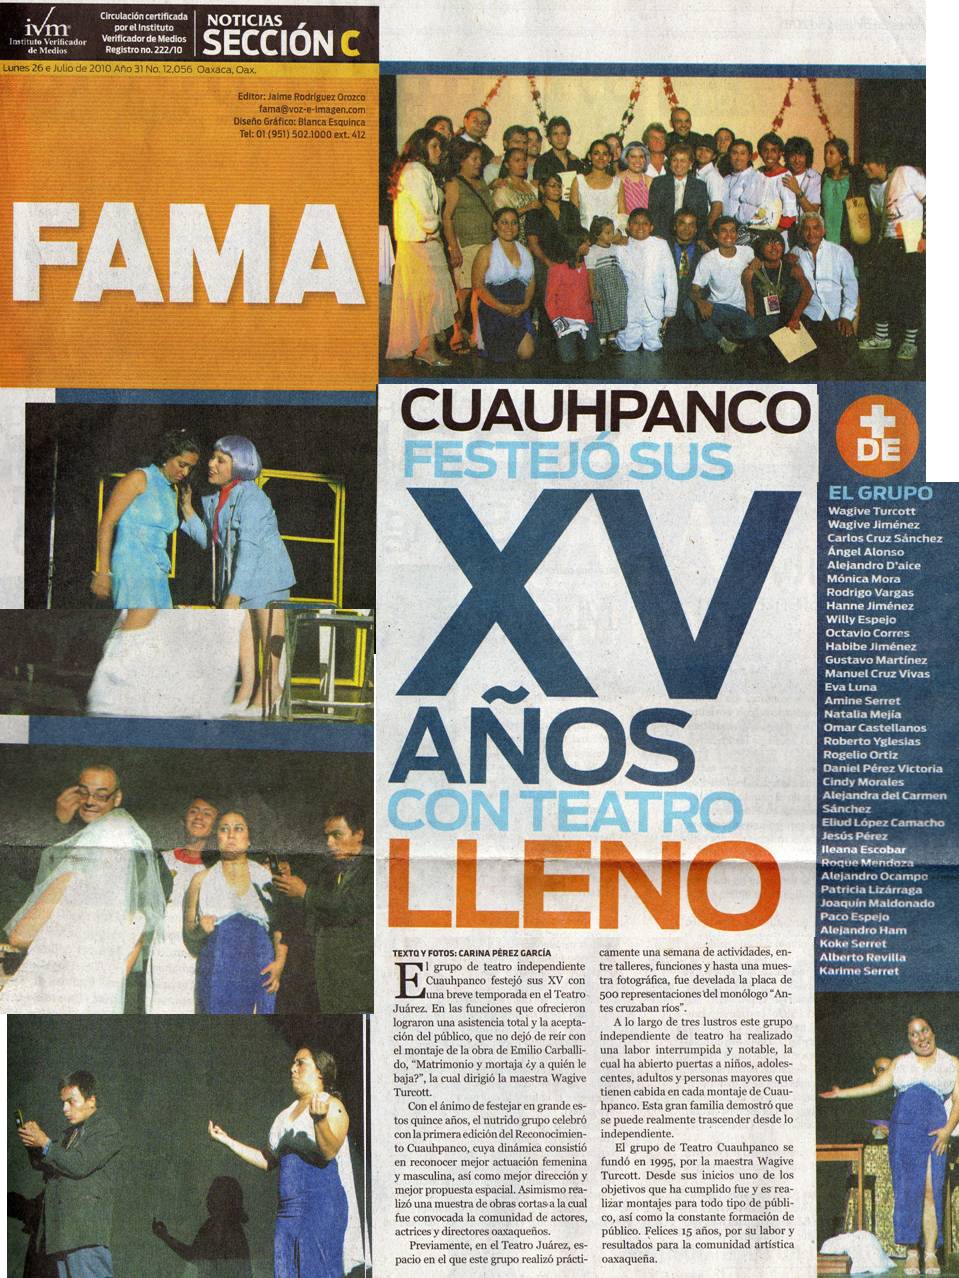 ivm
Instituto Verificador
de Medios
Circulación certificada
por el Instituto
Verificador de Medios
Registro no. 222/10
NOTICIAS
SECCIÓN C
Lunes 26 e Julio de 2010 Año 31 No. 12,056 Oaxaca, Oax.
Editor: Jaime Rodríguez Orozco
fama@voz-e-imagen.com
Diseño Gráfico: Blanca Esquinca
Tel: 01 (951) 502.1000 ext. 412
FAMA
CUAUHPANCO
FESTEJÓ SUS
XV
AÑOS
CON TEATRO
LLENO
TEXTO Y FOTOS: CARINA PÉREZ GARCÍA
El grupo de teatro independiente
Cuauhpanco festejó sus XV con
una breve temporada en el Teatro
Juárez. En las funciones que ofrecieron
lograron una asistencia total y la acepta-
ción del público, que no dejó de reír con
el montaje de la obra de Emilio Carballi-
do, “Matrimonio y mortaja ¿y a quién le
baja?”, la cual dirigió la maestra Wagive
Turcott.
Con el ánimo de festejar en grande es-
tos quince años, el nutrido grupo celebró
con la primera edición del Reconocimien-
to Cuauhpanco, cuya dinámica consistió
en reconocer mejor actuación femenina
y masculina, así como mejor dirección y
mejor propuesta espacial. Asimismo rea-
lizó una muestra de obras cortas a la cual
fue convocada la comunidad de actores,
actrices y directores oaxaqueños.
Previamente, en el Teatro Juárez, es-
pacio en el que este grupo realizó prácti-
camente una semana de actividades, en-
tre talleres, funciones y hasta una mues-
tra fotográfica, fue develada la placa de
500 representaciones del monólogo “An-
tes cruzaban ríos”.
A lo largo de tres lustros este grupo
independiente de teatro ha realizado
una labor interrumpida y notable, la
cual ha abierto puertas a niños, adoles-
centes, adultos y personas mayores que
tienen cabida en cada montaje de Cuau-
hpanco. Esta gran familia demostró que
se puede realmente trascender desde lo
independiente.
El grupo de Teatro Cuauhpanco se
fundó en 1995, por la maestra Wagive
Turcott. Desde sus inicios uno de los
objetivos que ha cumplido fue y es rea-
lizar montajes para todo tipo de públi-
co, así como la constante formación de
público. Felices 15 años, por su labor y
resultados para la comunidad artística
oaxaqueña.
+
DE
EL GRUPO
Wagive Turcott
Wagive Jiménez
Carlos Cruz Sánchez
Ángel Alonso
Alejandro D'aice
Mónica Mora
Rodrigo Vargas
Hanne Jiménez
Willy Espejo
Octavio Corres
Habibe Jiménez
Gustavo Martínez
Manuel Cruz Vivas
Eva Luna
Amine Serret
Natalia Mejía
Omar Castellanos
Roberto Yglesias
Rogelio Ortiz
Daniel Pérez Victoria
Cindy Morales
Alejandra del Carmen
Sánchez
Eliud López Camacho
Jesús Pérez
Ileana Escobar
Roque Mendoza
Alejandro Ocampo
Patricia Lizárraga
Joaquín Maldonado
Paco Espejo
Alejandro Ham
Koke Serret
Alberto Revilla
Karime Serret